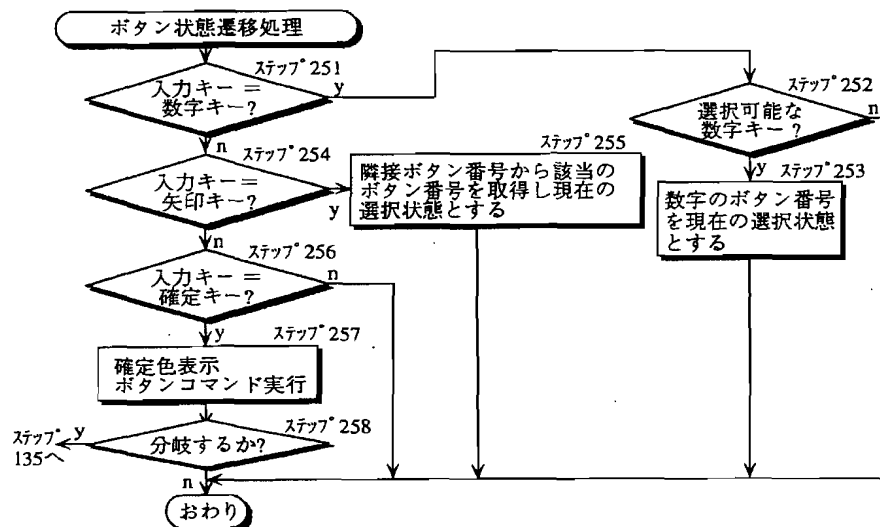 ボタン状態遷移処理
ステップ251
入力キー＝
数字キー?
y
n
ステップ252
選択可能な
数字キー?
n
y
ステップ253
数字のボタン番号
を現在の選択状態
とする
ステップ254
入力キー＝
矢印キー?
y
n
ステップ255
隣接ボタン番号から該当の
ボタン番号を取得し現在の
選択状態とする
ステップ256
入力キー＝
確定キー?
n
y
ステップ257
確定色表示
ボタンコマンド実行
ステップ258
分岐するか?
y
ステップ
135へ
n
おわり